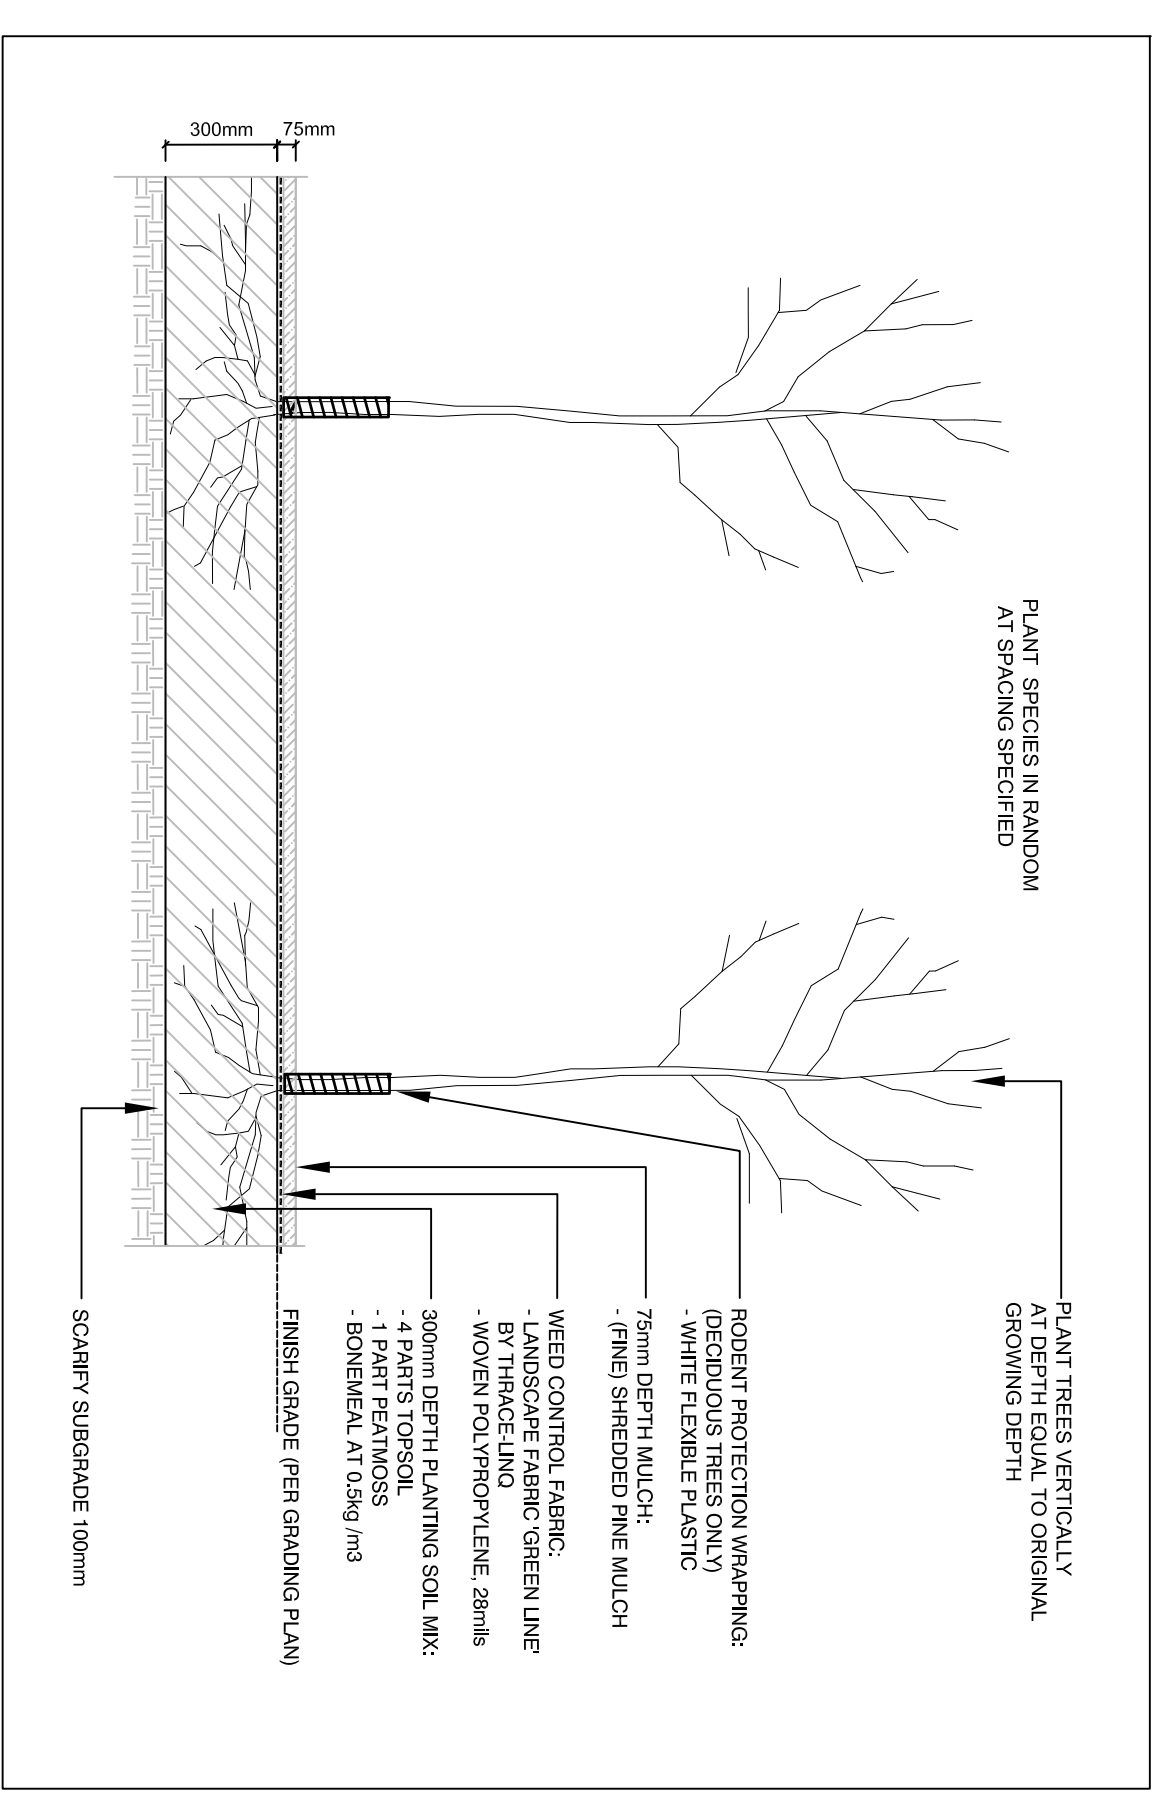 PLANT SPECIES IN RANDOM
AT SPACING SPECIFIED
PLANT TREES VERTICALLY
AT DEPTH EQUAL TO ORIGINAL
GROWING DEPTH
RODENT PROTECTION WRAPPING:
(DECIDUOUS TREES ONLY)
- WHITE FLEXIBLE PLASTIC
75mm DEPTH MULCH:
- (FINE) SHREDDED PINE MULCH
WEED CONTROL FABRIC:
- LANDSCAPE FABRIC 'GREEN LINE'
BY THRACE-LINQ
- WOVEN POLYPROPYLENE, 28mils
300mm DEPTH PLANTING SOIL MIX:
- 4 PARTS TOPSOIL
- 1 PART PEATMOSS
- BONEMEAL AT 0.5kg /m3
FINISH GRADE (PER GRADING PLAN)
SCARIFY SUBGRADE 100mm
75mm
300mm